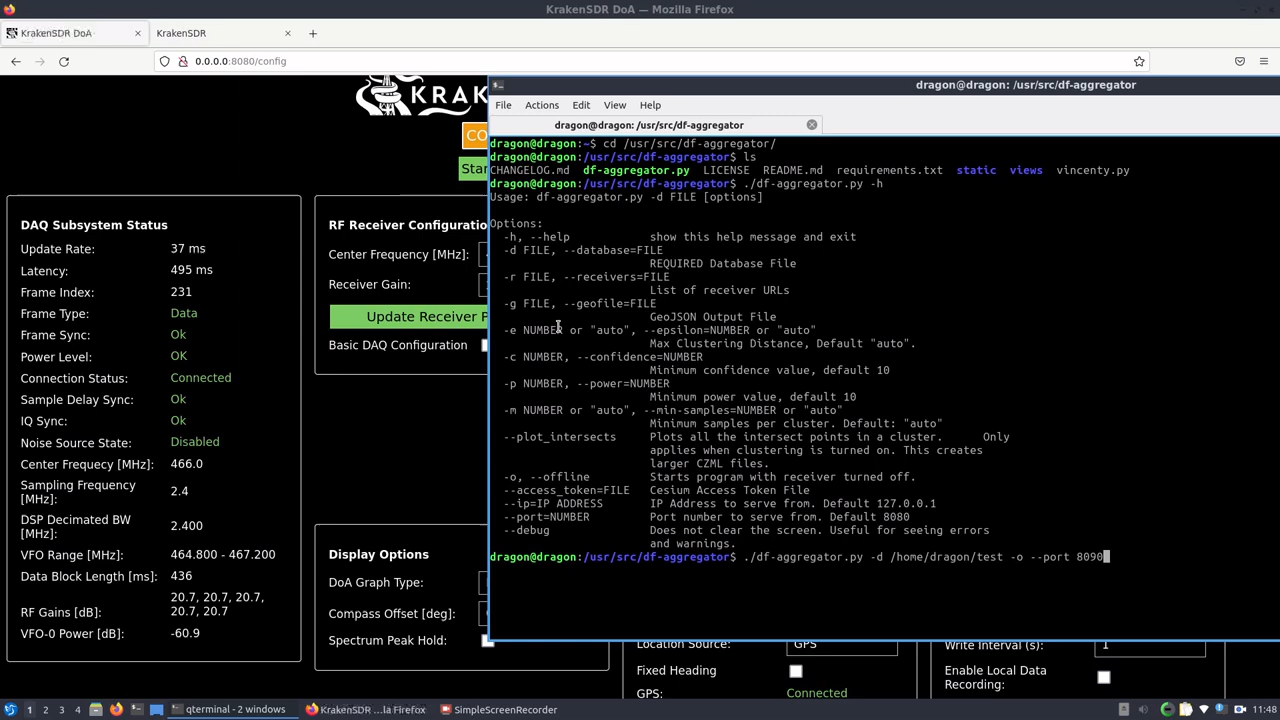 KrakenSDR DoA — Mozilla Firefox
KrakenSDR DoA
KrakenSDR
0.0.0.0:8080/config
KRAK
CO
Star
DAQ Subsystem Status
Update Rate: 37 ms
Latency: 495 ms
Frame Index: 231
Frame Type: Data
Frame Sync: Ok
Power Level: OK
Connection Status: Connected
Sample Delay Sync: Ok
IQ Sync: Ok
Noise Source State: Disabled
Center Frequecy [MHz]: 466.0
Sampling Frequency [MHz]: 2.4
DSP Decimated BW [MHz]: 2.400
VFO Range [MHz]: 464.800 - 467.200
Data Block Length [ms]: 436
RF Gains [dB]: 20.7, 20.7, 20.7, 20.7, 20.7
VFO-0 Power [dB]: -60.9
RF Receiver Configuratio
Center Frequency [MHz]:
Receiver Gain:
Update Receiver P
Basic DAQ Configuration
Display Options
DoA Graph Type:
Compass Offset [deg]:
Spectrum Peak Hold:
dragon@dragon: /usr/src/df-aggregator
File Actions Edit View Help
dragon@dragon: /usr/src/df-aggregator
dragon@dragon:~$ cd /usr/src/df-aggregator/
dragon@dragon:/usr/src/df-aggregator$ ls
CHANGELOG.md df-aggregator.py LICENSE README.md requirements.txt static views vincenty.py
dragon@dragon:/usr/src/df-aggregator$ ./df-aggregator.py -h
Usage: df-aggregator.py -d FILE [options]
Options:
-h, --help show this help message and exit
-d FILE, --database=FILE
REQUIRED Database File
-r FILE, --receivers=FILE
List of receiver URLs
-g FILE, --geofile=FILE
GeoJSON Output File
-e NUMBER or "auto", --epsilon=NUMBER or "auto"
Max Clustering Distance, Default "auto".
-c NUMBER, --confidence=NUMBER
Minimum confidence value, default 10
-p NUMBER, --power=NUMBER
Minimum power value, default 10
-m NUMBER or "auto", --min-samples=NUMBER or "auto"
Minimum samples per cluster. Default: "auto"
--plot_intersects Plots all the intersect points in a cluster. Only
applies when clustering is turned on. This creates
larger CZML files.
-o, --offline Starts program with receiver turned off.
--access_token=FILE Cesium Access Token File
--ip=IP ADDRESS IP Address to serve from. Default 127.0.0.1
--port=NUMBER Port number to serve from. Default 8080
--debug Does not clear the screen. Useful for seeing errors
and warnings.
dragon@dragon:/usr/src/df-aggregator$ ./df-aggregator.py -d /home/dragon/test -o --port 8090
Location Source: GPS
Fixed Heading
GPS: Connected
Write Interval (s): 1
Enable Local Data Recording:
1 2 3 4
qterminal - 2 windows
KrakenSDR ...la Firefox
SimpleScreenRecorder
11:48